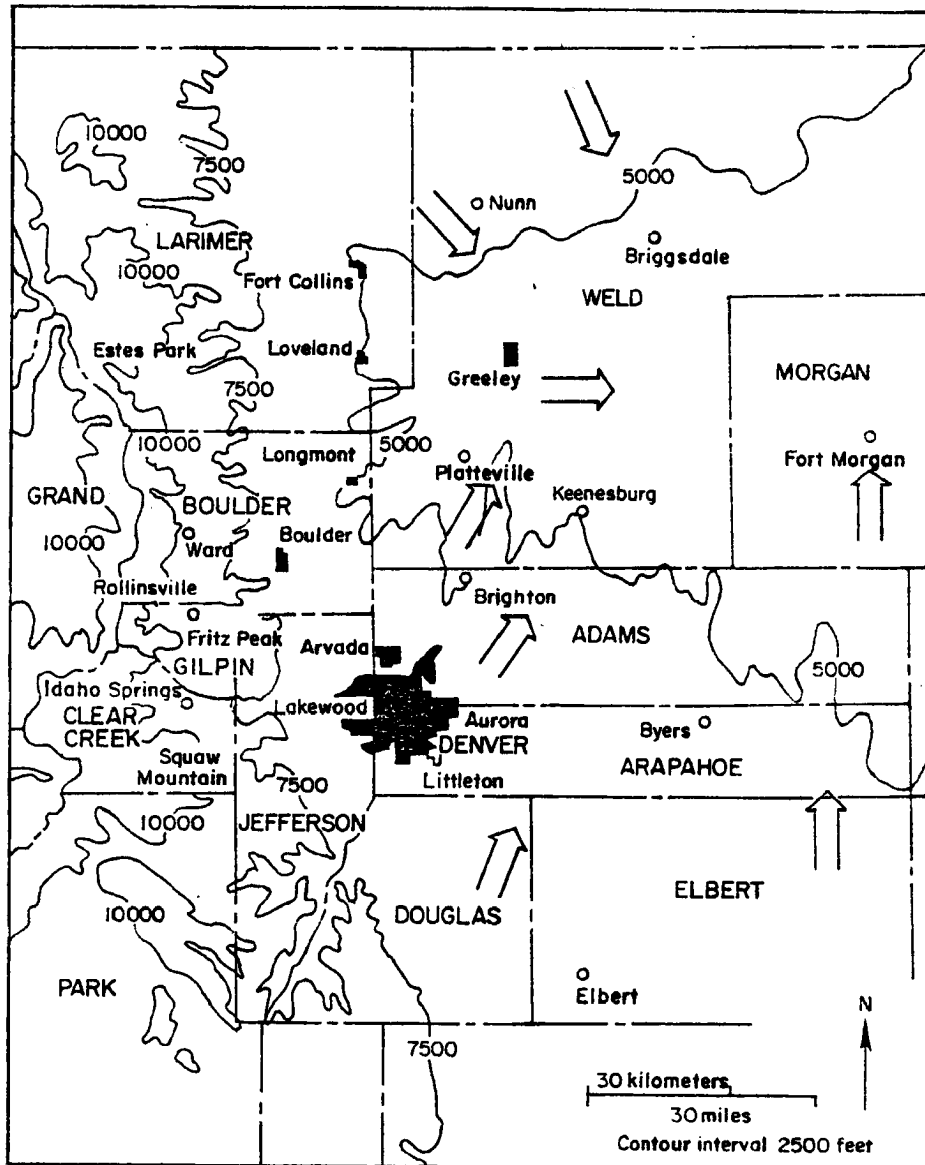 10000
7500
5000
Nunn
LARIMER
Briggsdale
10000
Fort Collins
WELD
Estes Park
Loveland
MORGAN
7500
Greeley
10000
5000
Longmont
Platteville
Fort Morgan
GRAND
BOULDER
Keenesburg
10000
Ward
Boulder
Rollinsville
Brighton
Fritz Peak
ADAMS
Arvada
GILPIN
5000
Idaho Springs
Lakewood
Aurora
CLEAR
CREEK
DENVER
Byers
Squaw
Mountain
ARAPAHOE
Littleton
7500
10000
JEFFERSON
ELBERT
10000
DOUGLAS
PARK
Elbert
N
7500
30 kilometers
30 miles
Contour interval 2500 feet